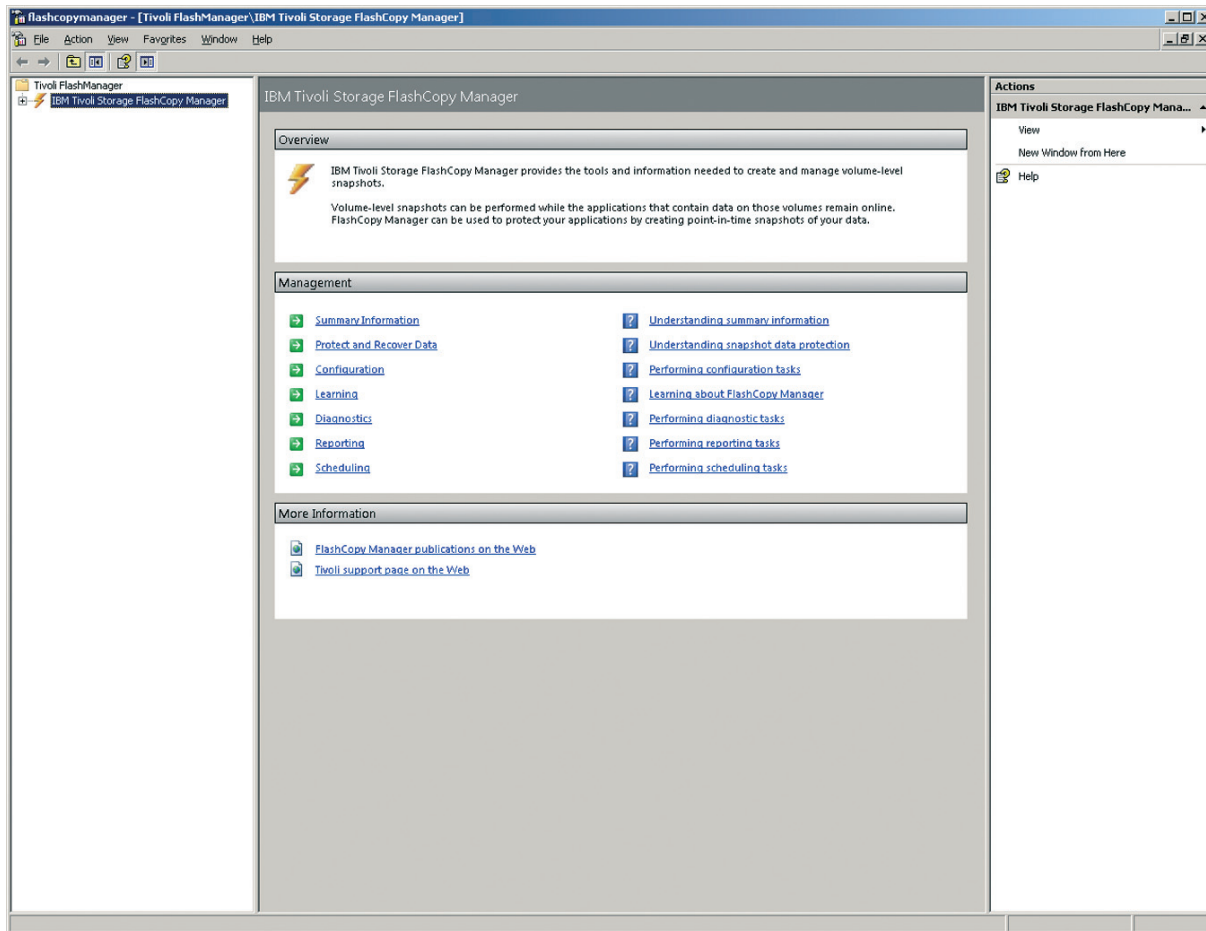 flashcopymanager - [Tivoli FlashManager\IBM Tivoli Storage FlashCopy Manager]
File Action View Favorites Window Help
Tivoli FlashManager
IBM Tivoli Storage FlashCopy Manager
IBM Tivoli Storage FlashCopy Manager
Overview
IBM Tivoli Storage FlashCopy Manager provides the tools and information needed to create and manage volume-level
snapshots.
Volume-level snapshots can be performed while the applications that contain data on those volumes remain online.
FlashCopy Manager can be used to protect your applications by creating point-in-time snapshots of your data.
Management
Summary Information
Understanding summary information
Protect and Recover Data
Understanding snapshot data protection
Configuration
Performing configuration tasks
Learning
Learning about FlashCopy Manager
Diagnostics
Performing diagnostic tasks
Reporting
Performing reporting tasks
Scheduling
Performing scheduling tasks
More Information
FlashCopy Manager publications on the Web
Tivoli support page on the Web
Actions
IBM Tivoli Storage FlashCopy Mana...
View
New Window from Here
Help